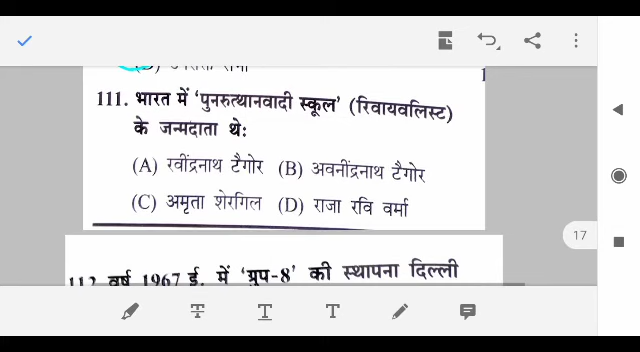 111. भारत में 'पुनरुत्थानवादी स्कूल' (रिवायवलिस्ट)
के जन्मदाता थे:
(A) रवींद्रनाथ टैगोर (B) अवनींद्रनाथ टैगोर
(C) अमृता शेरगिल (D) राजा रवि वर्मा
17
112. वर्ष 1967 ई. में 'ग्रुप-8' की स्थापना दिल्ली